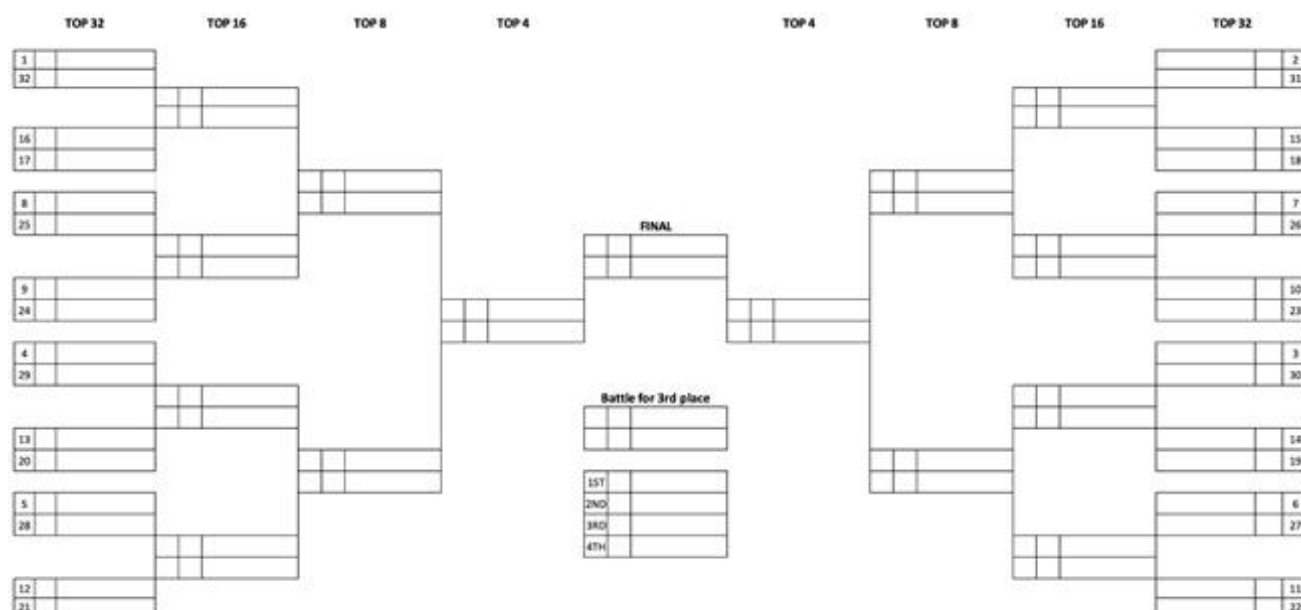 TOP 32 TOP 16 TOP 8 TOP 4 TOP 4 TOP 8 TOP 16 TOP 32
1 2
32 31
16 15
17 18
8 7
25 26
FINAL
9 10
24 23
4 3
29 30
Battle for 3rd place
13 14
20 19
1ST
5 6
2ND
28 27
3RD
4TH
12 11
21 22